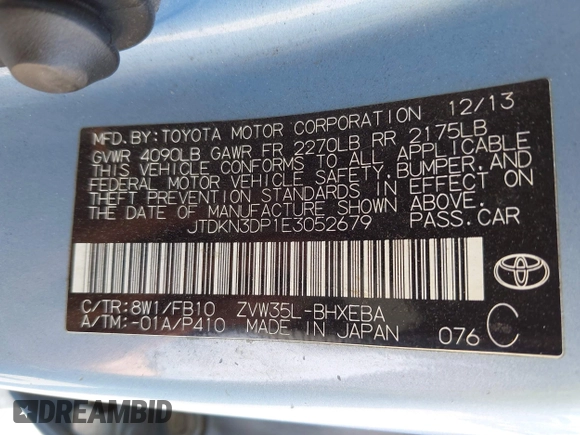 MFD.BY:TOYOTA MOTOR CORPORATION 12/13
GVWR 4090LB GAWR FR 2270LB RR 2175LB
THIS VEHICLE CONFORMS TO ALL APPLICABLE
FEDERAL MOTOR VEHICLE SAFETY,BUMPER,AND
THEFT PREVENTION STANDARDS IN EFFECT ON
THE DATE OF MANUFACTURE SHOWN ABOVE.
JTDKN3DP1E3052679 PASS.CAR
C/TR:8W1/FB10 ZVW35L-BHXEBA
A/TM:-01A/P410 MADE IN JAPAN 076 C
DREAMBID